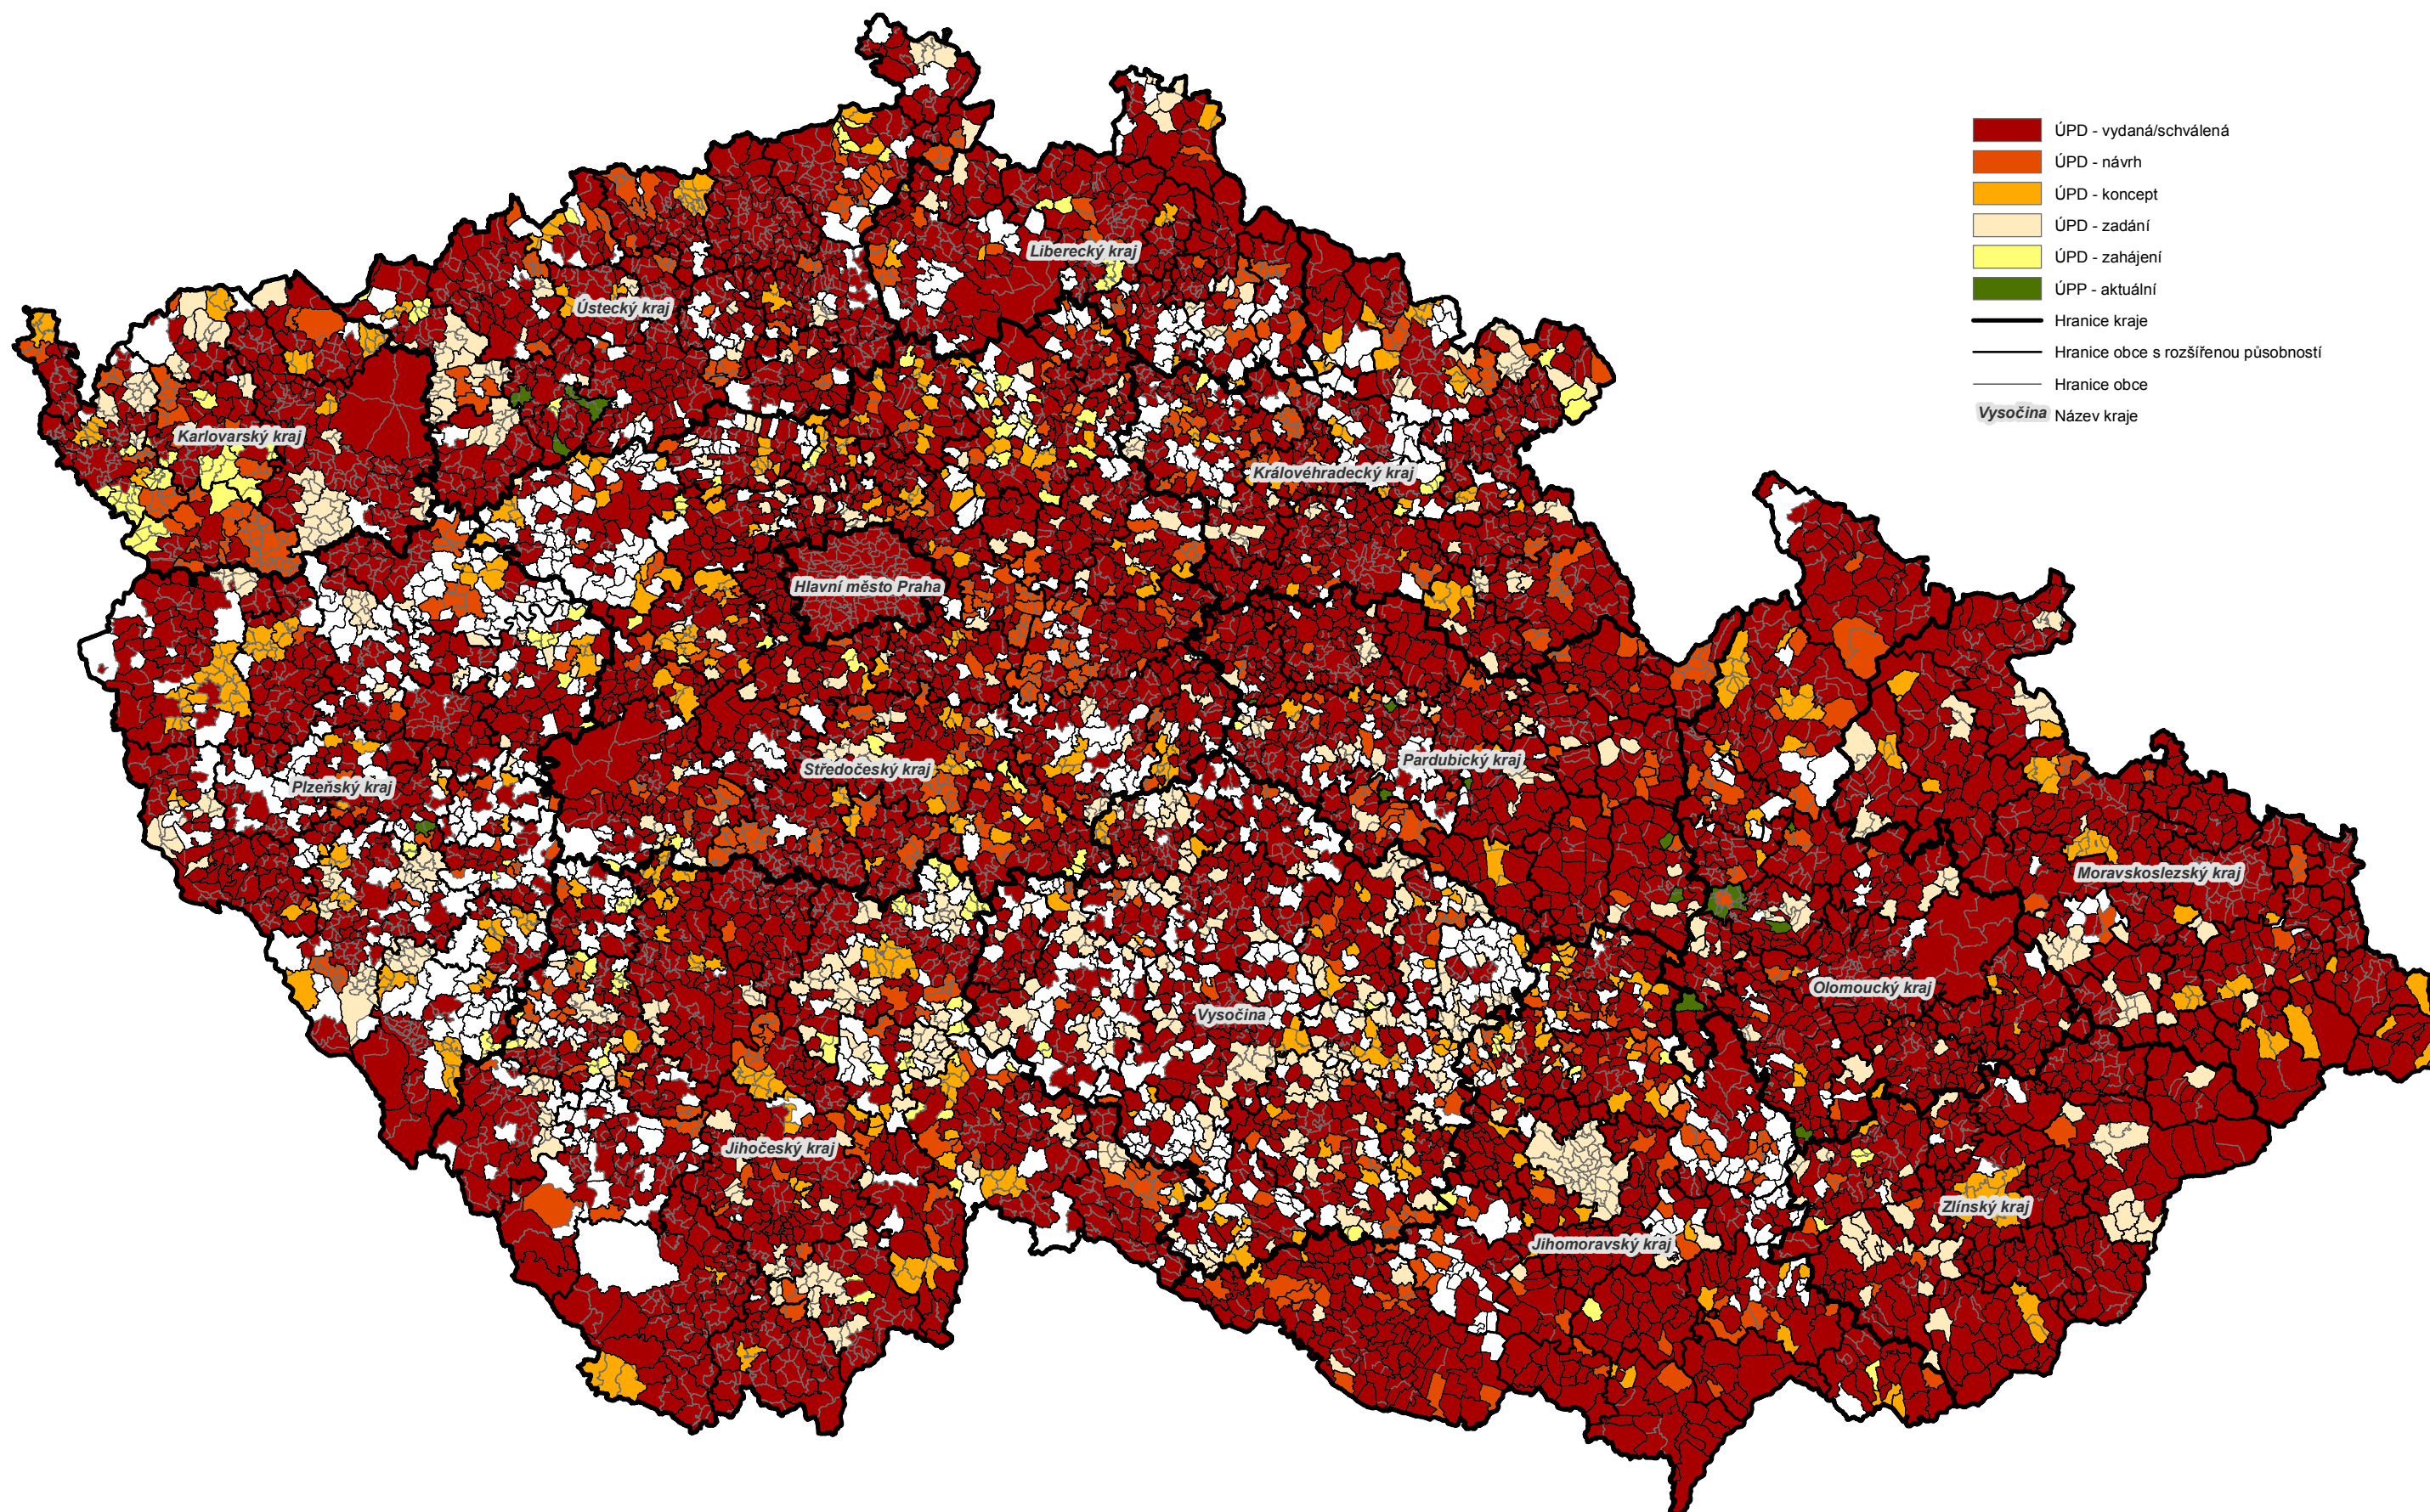 ÚPD - vydaná/schválená
ÚPD - návrh
ÚPD - koncept
ÚPD - zadání
ÚPD - zahájení
ÚPP - aktuální
Hranice kraje
Hranice obce s rozšířenou působností
Hranice obce
Vysočina Název kraje
Liberecký kraj
Ústecký kraj
Karlovarský kraj
Královéhradecký kraj
Hlavní město Praha
Pardubický kraj
Středočeský kraj
Plzeňský kraj
Moravskoslezský kraj
Olomoucký kraj
Vysočina
Jihočeský kraj
Zlínský kraj
Jihomoravský kraj